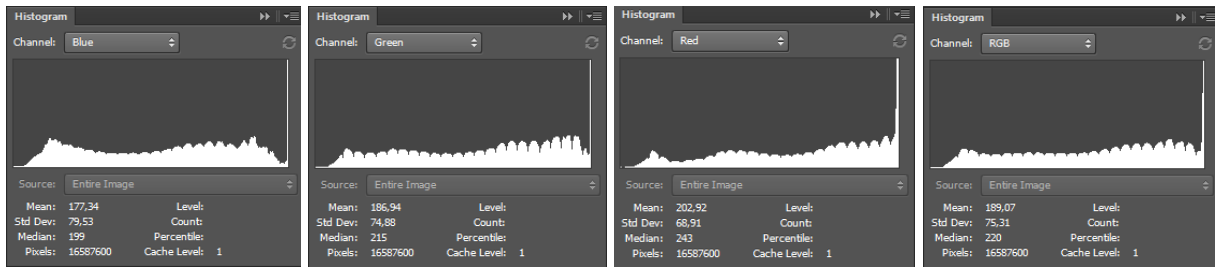 Histogram
Channel: Blue
Source: Entire Image
Mean: 177,34 Level:
Std Dev: 79,53 Count:
Median: 199 Percentile:
Pixels: 16587600 Cache Level: 1
Histogram
Channel: Green
Source: Entire Image
Mean: 186,94 Level:
Std Dev: 74,88 Count:
Median: 215 Percentile:
Pixels: 16587600 Cache Level: 1
Histogram
Channel: Red
Source: Entire Image
Mean: 202,92 Level:
Std Dev: 68,91 Count:
Median: 243 Percentile:
Pixels: 16587600 Cache Level: 1
Histogram
Channel: RGB
Source: Entire Image
Mean: 189,07 Level:
Std Dev: 75,31 Count:
Median: 220 Percentile:
Pixels: 16587600 Cache Level: 1